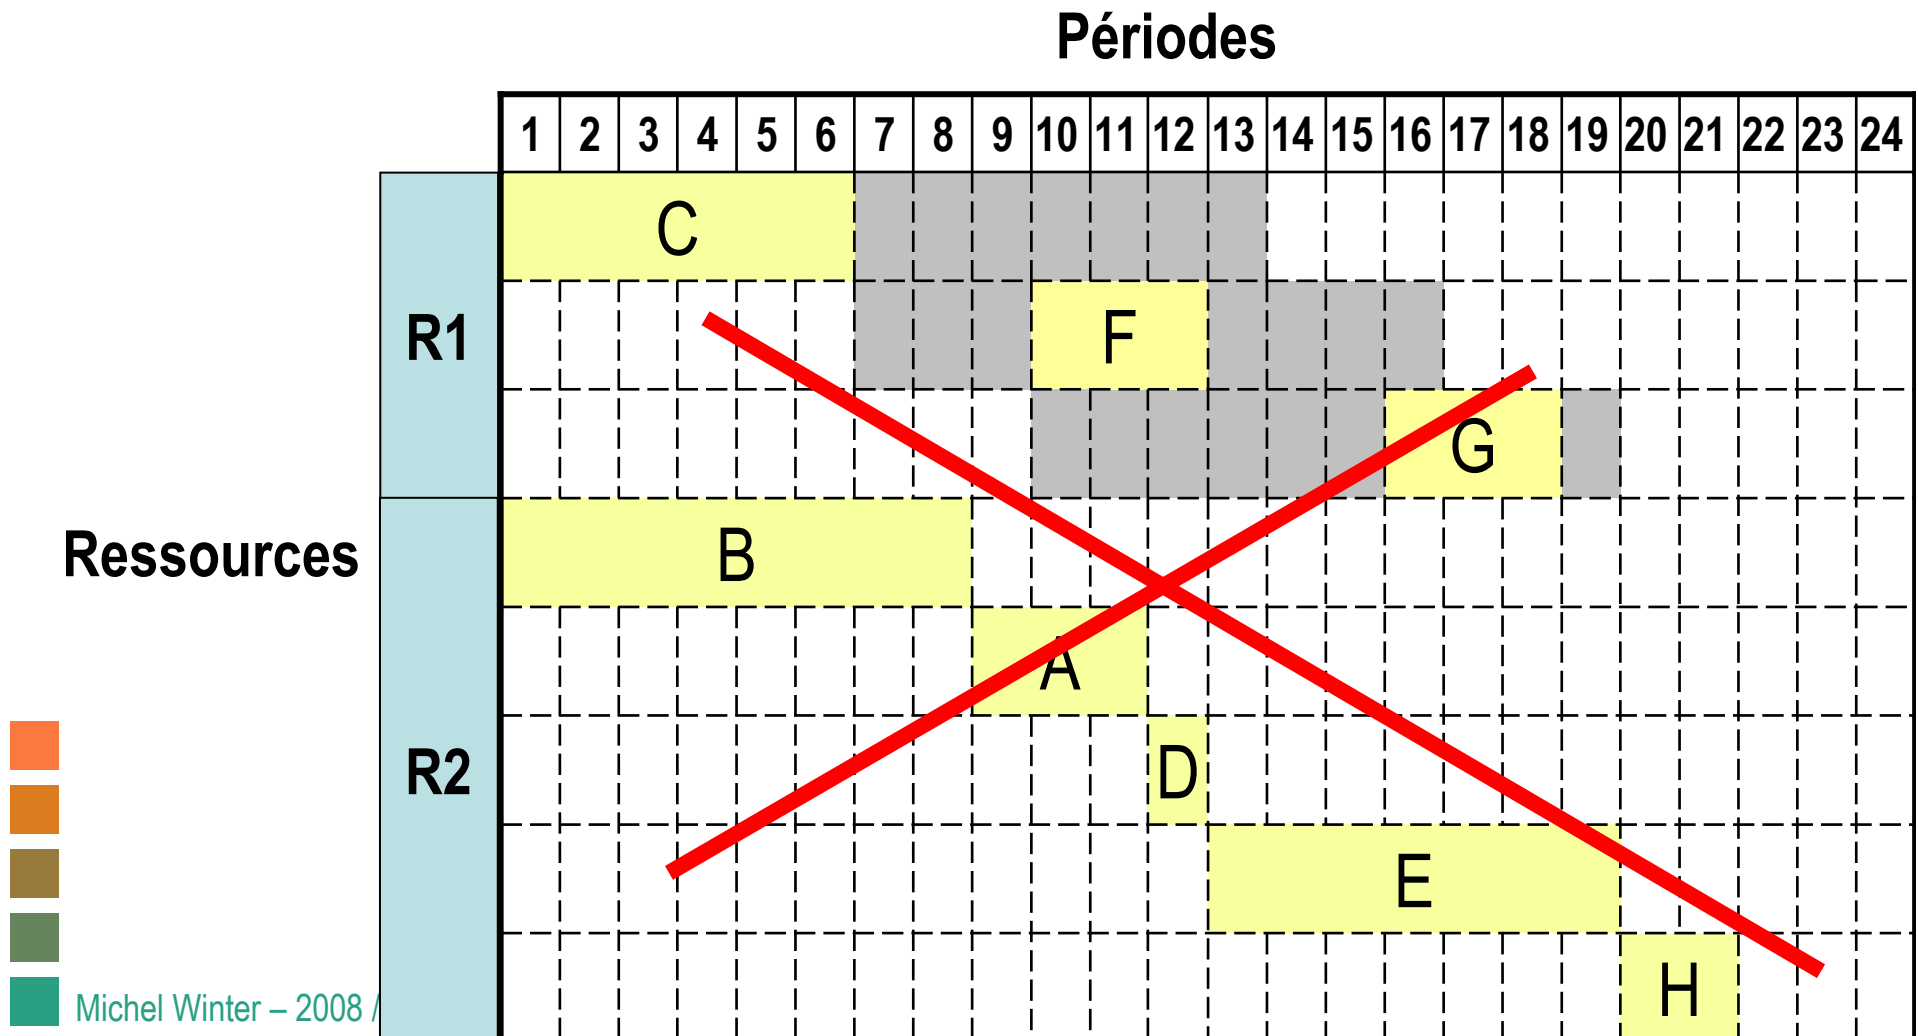 Périodes
1 2 3 4 5 6 7 8 9 10 11 12 13 14 15 16 17 18 19 20 21 22 23 24
C
R1
F
G
Ressources
B
A
R2
D
E
H
Michel Winter – 2008 /